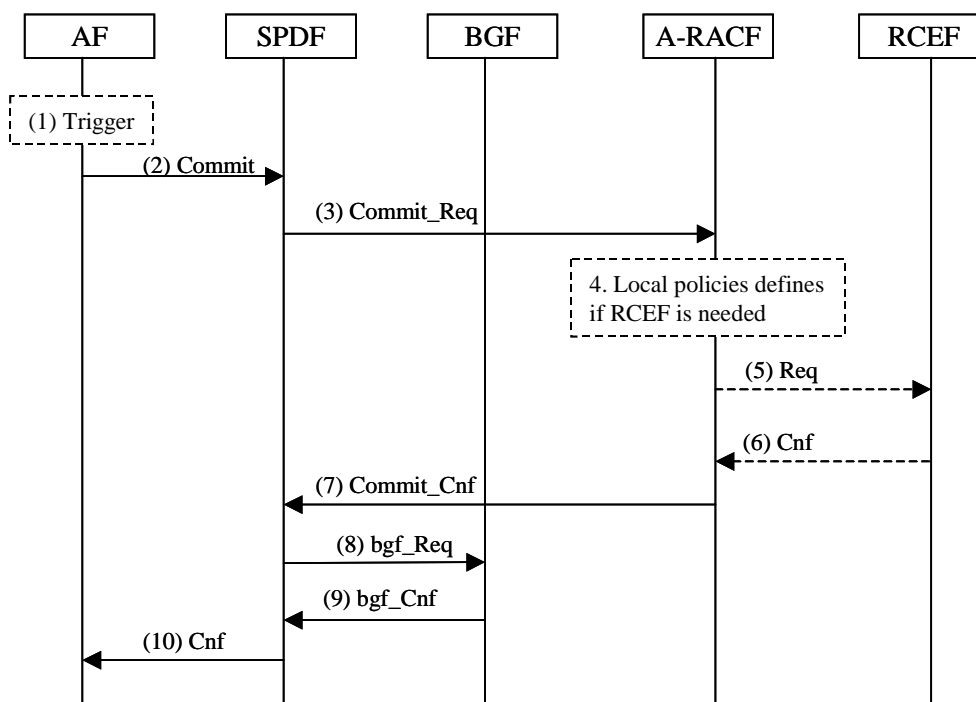 AF
SPDF
BGF
A-RACF
RCEF
(1) Trigger
(2) Commit
(3) Commit_Req
4. Local policies defines
if RCEF is needed
(5) Req
(6) Cnf
(7) Commit_Cnf
(8) bgf_Req
(9) bgf_Cnf
(10) Cnf